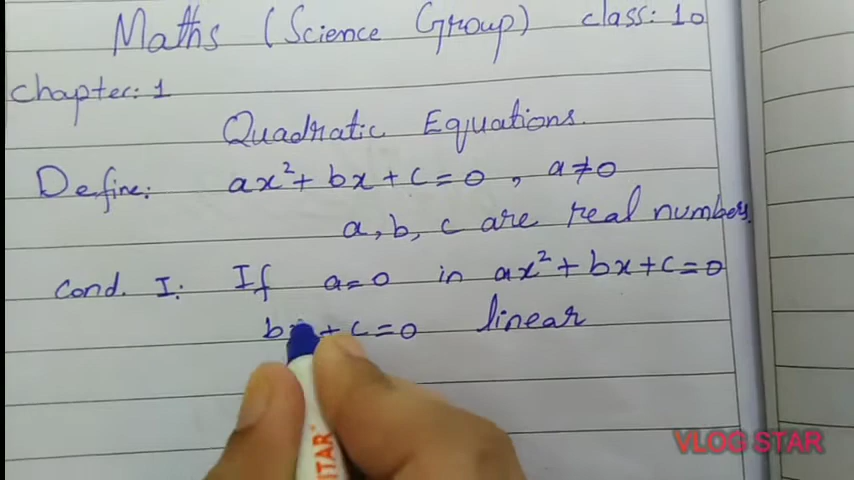 Maths (Science Group) class: 10
Chapter: 1
Quadratic Equations.
Define: ax²+bx+c=0, a≠0
a, b, c are real numbers.
Cond. I: If a=0 in ax²+bx+c=0
b +c=0 linear
ITAR
VLOG STAR